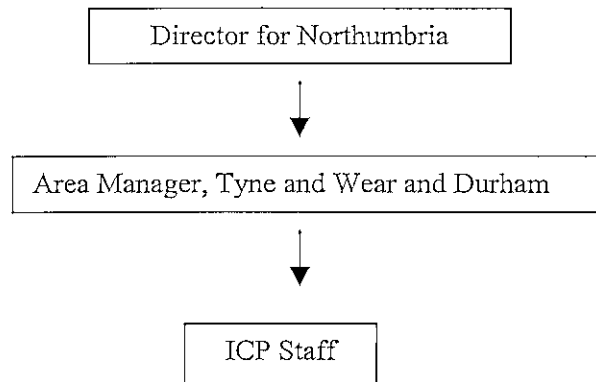 Director for Northumbria
Area Manager, Tyne and Wear and Durham
ICP Staff